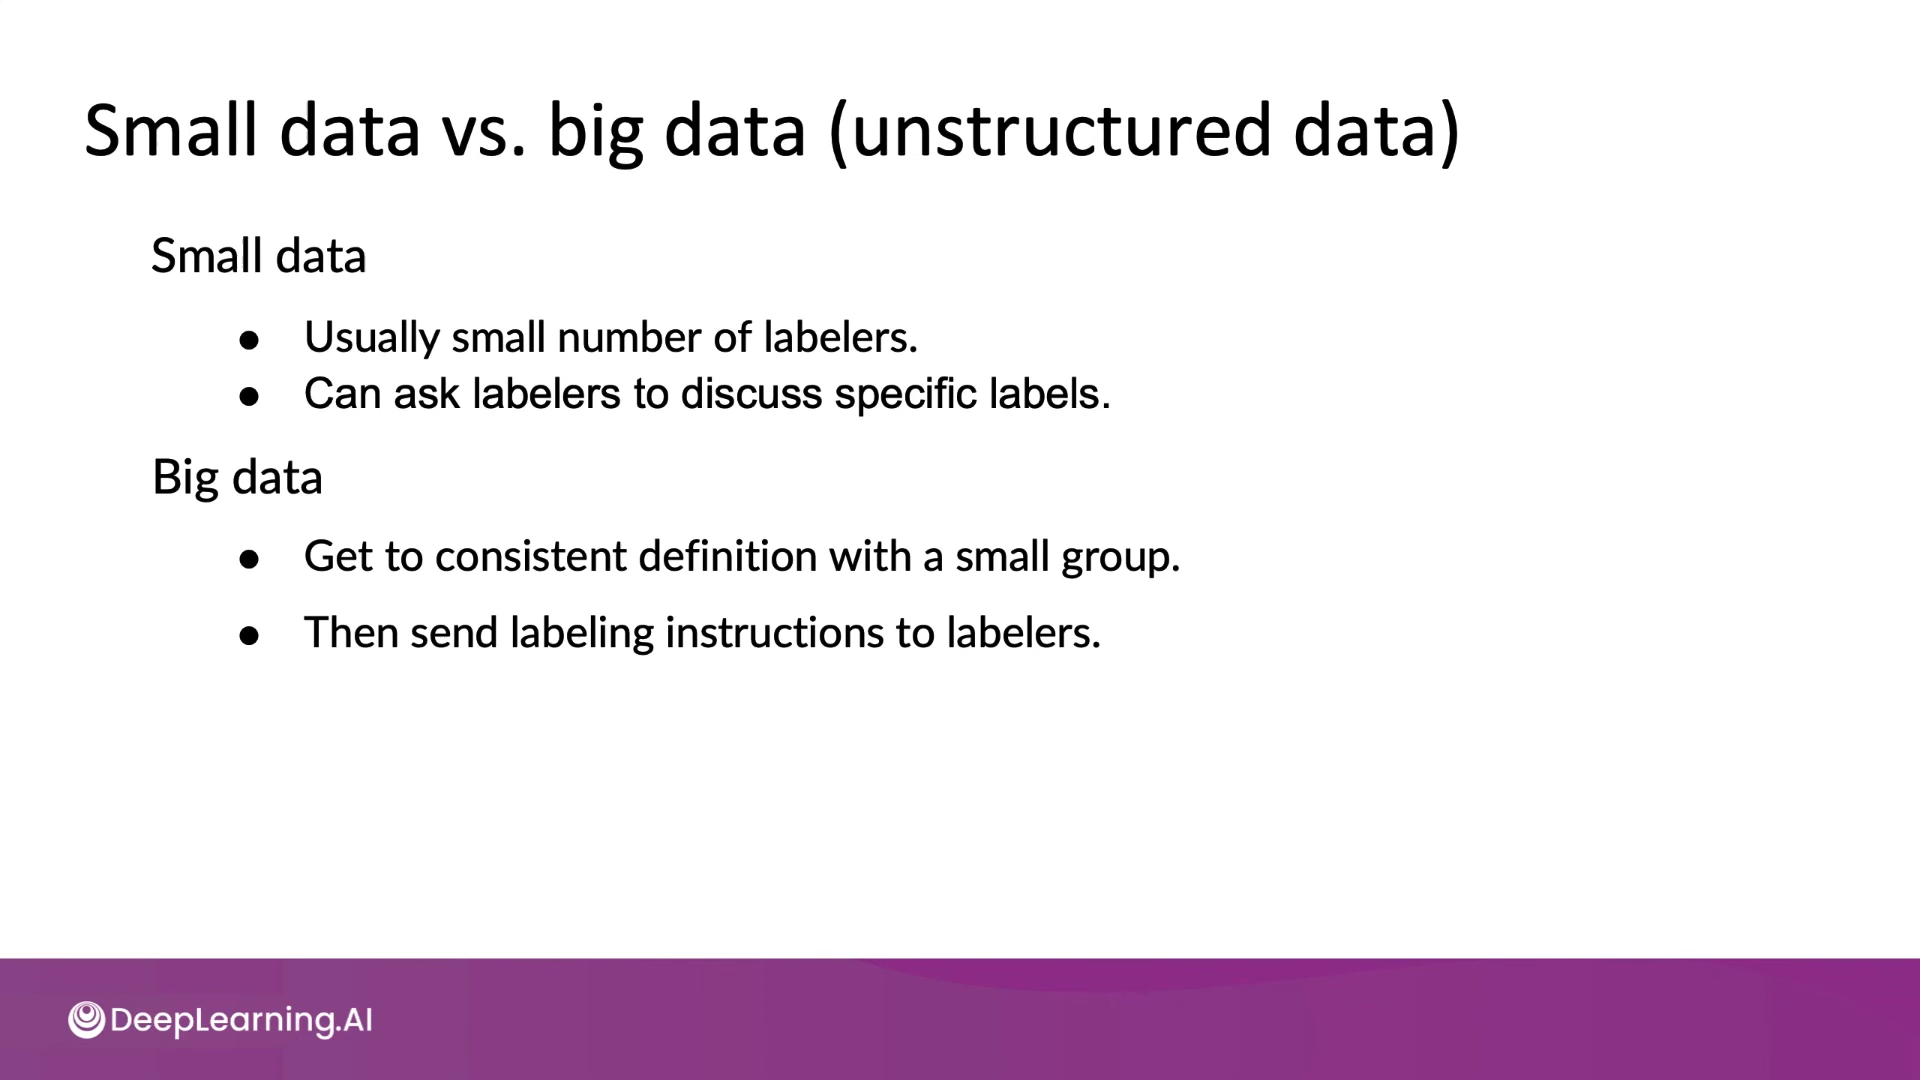 Small data vs. big data (unstructured data)
Small data
● Usually small number of labelers.
● Can ask labelers to discuss specific labels.
Big data
● Get to consistent definition with a small group.
● Then send labeling instructions to labelers.
DeepLearning.AI